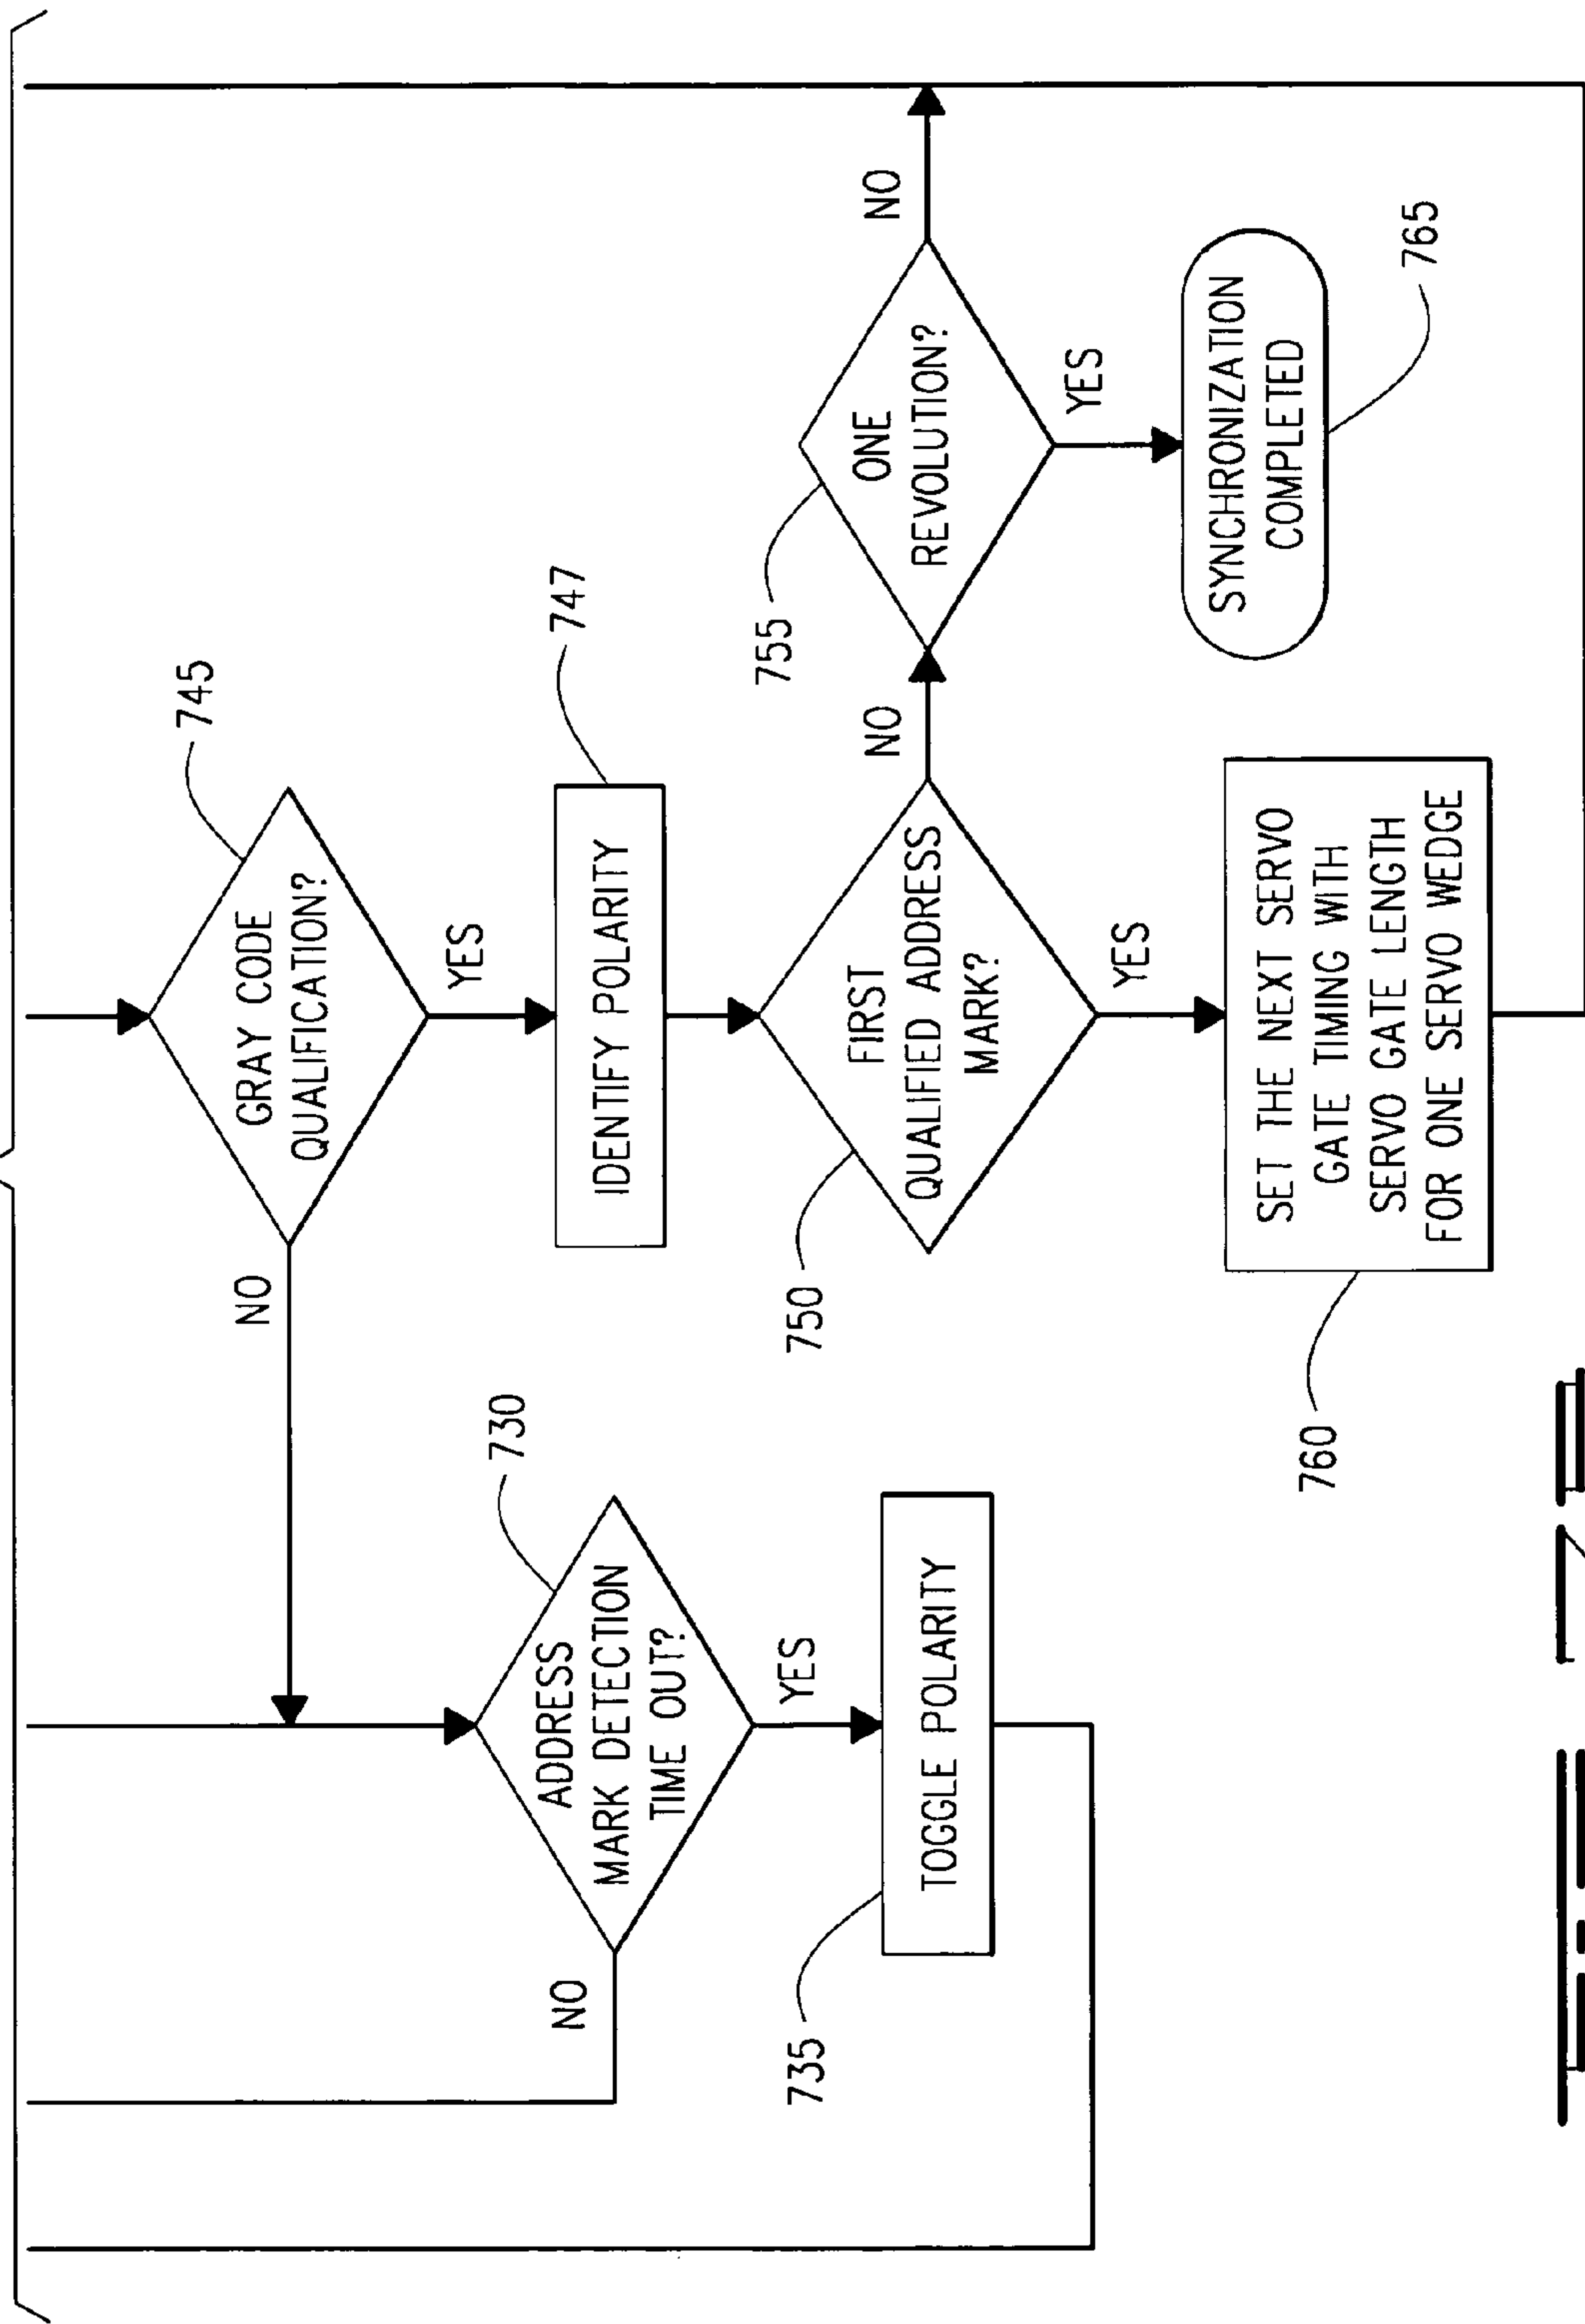 745
GRAY CODE
QUALIFICATION?
NO
YES
730
ADDRESS
MARK DETECTION
TIME OUT?
NO
YES
735
TOGGLE POLARITY
747
IDENTIFY POLARITY
750
FIRST
QUALIFIED ADDRESS
MARK?
NO
YES
755
ONE
REVOLUTION?
NO
YES
760
SET THE NEXT SERVO
GATE TIMING WITH
SERVO GATE LENGTH
FOR ONE SERVO WEDGE
SYNCHRONIZATION
COMPLETED
765